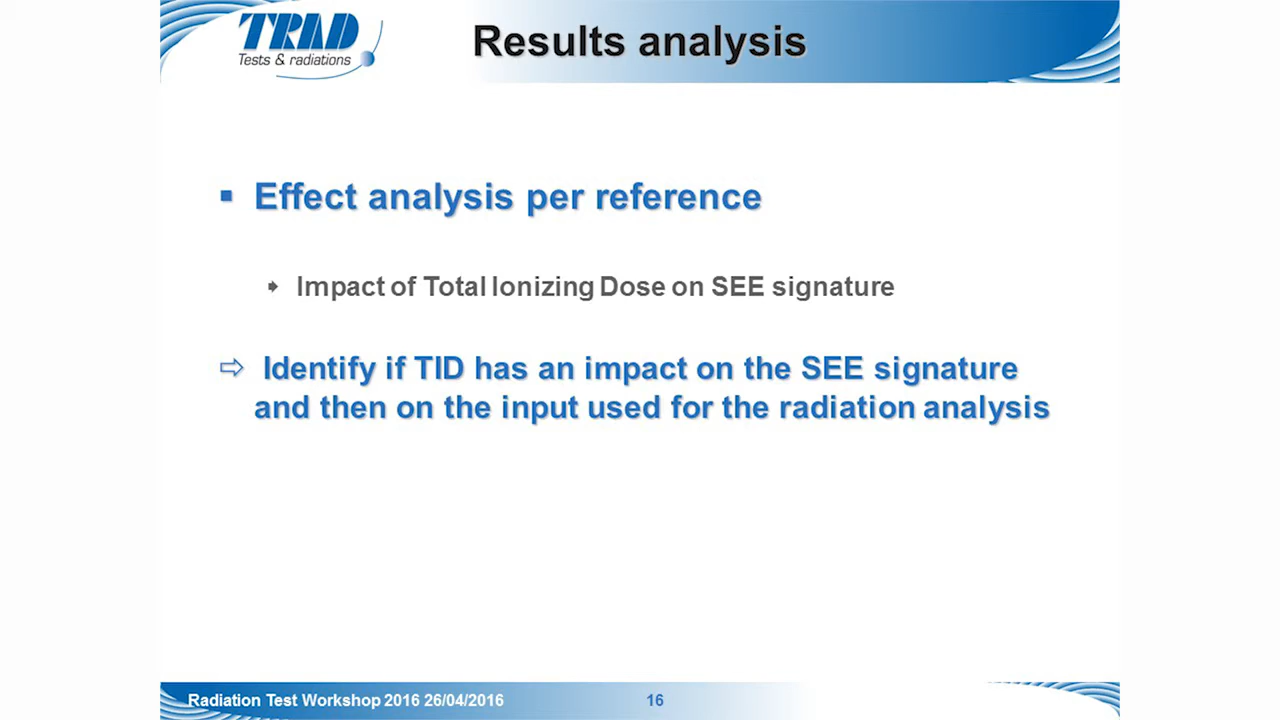 TRAD
Tests & radiations
Results analysis
▪ Effect analysis per reference
➧ Impact of Total Ionizing Dose on SEE signature
⇨ Identify if TID has an impact on the SEE signature
and then on the input used for the radiation analysis
Radiation Test Workshop 2016 26/04/2016
16